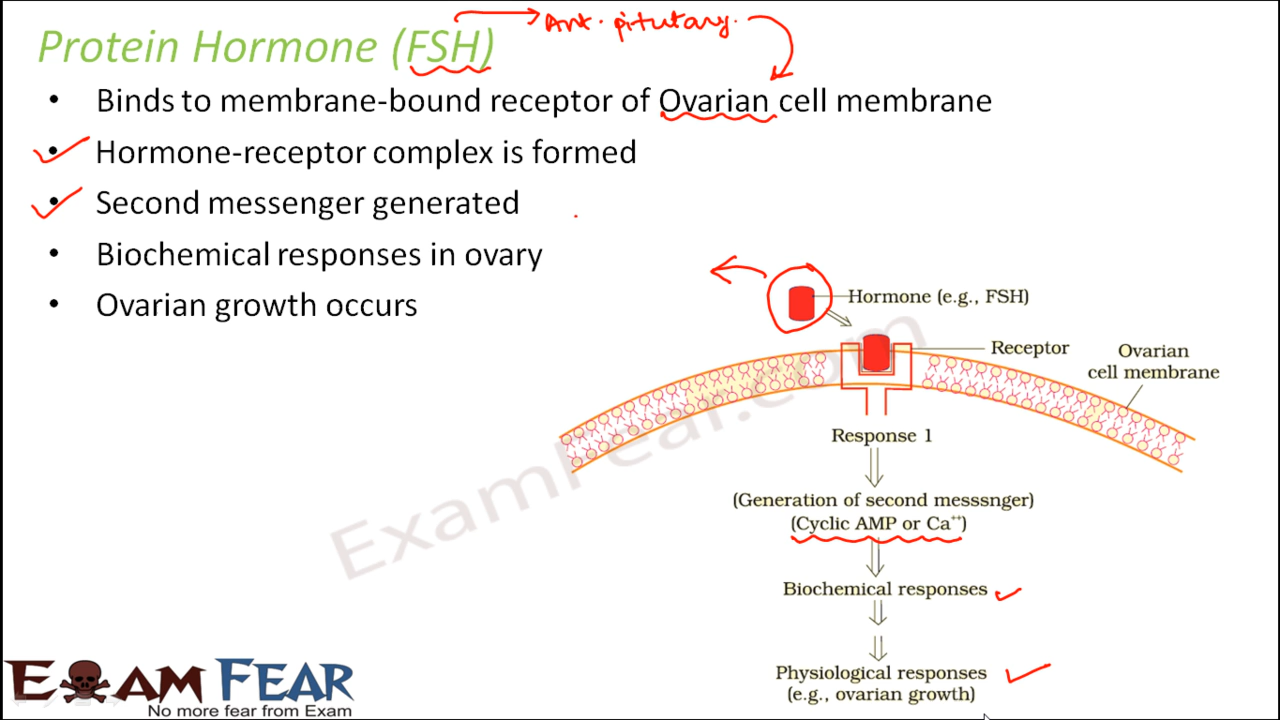 Protein Hormone (FSH)
Ant. pitutary.
• Binds to membrane-bound receptor of Ovarian cell membrane
• Hormone-receptor complex is formed
• Second messenger generated
• Biochemical responses in ovary
• Ovarian growth occurs
Hormone (e.g., FSH)
Receptor
Ovarian
cell membrane
Response 1
(Generation of second messsnger)
(Cyclic AMP or Ca⁺⁺)
Biochemical responses
Physiological responses
(e.g., ovarian growth)
ExamFear.com
EXAM FEAR
No more fear from Exam